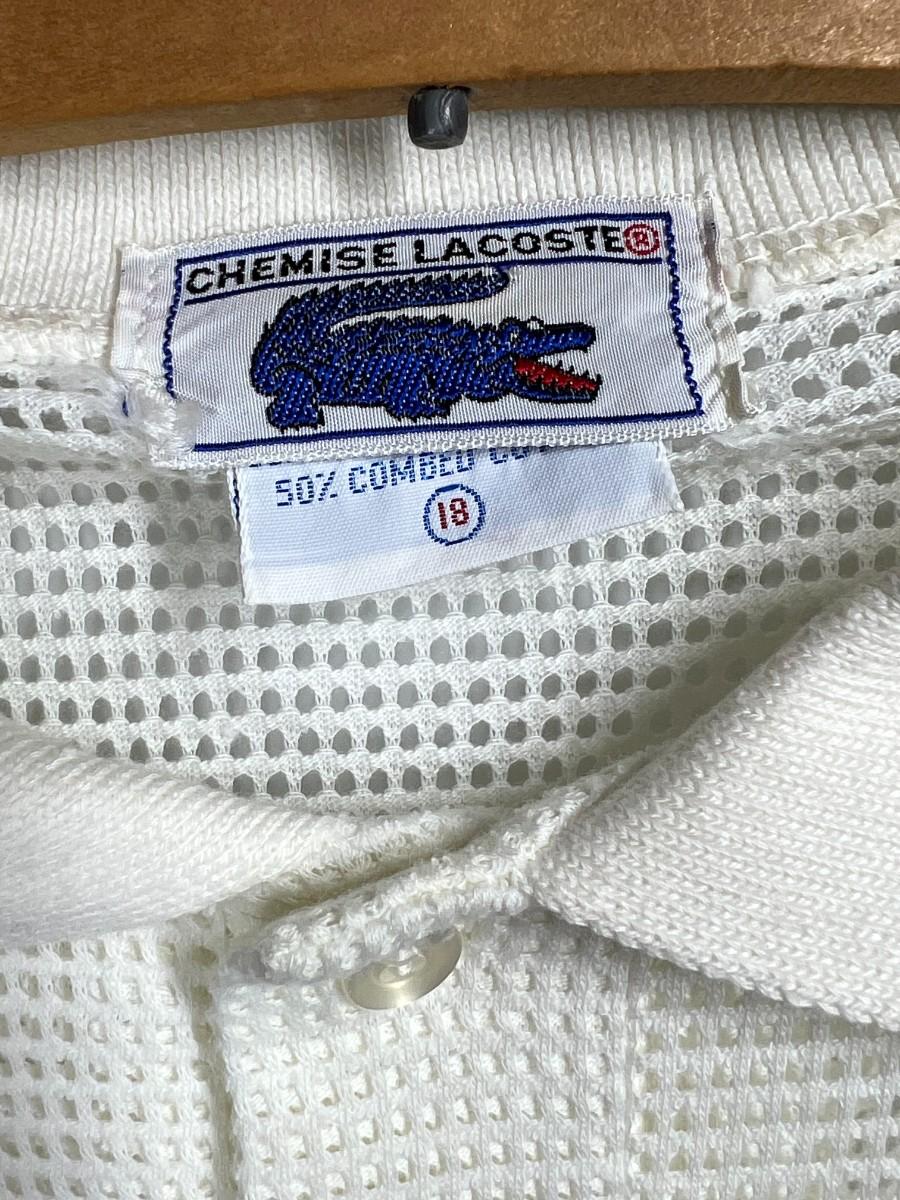 CHEMISE LACOSTE®
50% COMBED
18